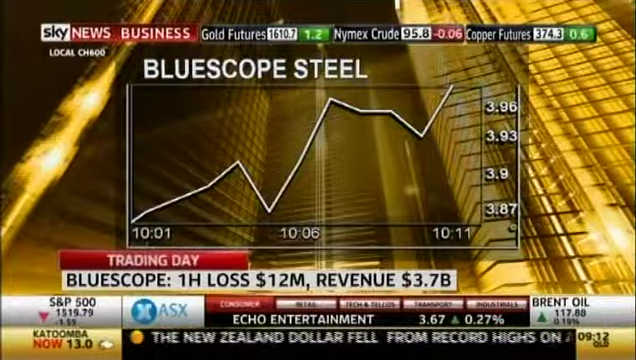 sky NEWS BUSINESS Gold Futures 1610.7 1.2 Nymex Crude 95.8 -0.06 Copper Futures 374.3 0.6
LOCAL CH600
BLUESCOPE STEEL
3.96
3.93
3.9
3.87
10:01 10:06 10:11
TRADING DAY
BLUESCOPE: 1H LOSS $12M, REVENUE $3.7B
S&P 500 ASX CONSUMER RETAIL TECH & TELCOS TRANSPORT INDUSTRIALS BRENT OIL
1519.79 ECHO ENTERTAINMENT 3.67 0.27% 117.88
-1.55 0.19%
KATOOMBA THE NEW ZEALAND DOLLAR FELL FROM RECORD HIGHS ON 09:12
NOW 13.0 QLD